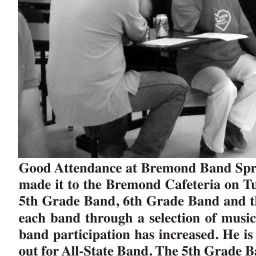 Good Attendance at Bremond Band Spr
made it to the Bremond Cafeteria on Tu
5th Grade Band, 6th Grade Band and th
each band through a selection of music
band participation has increased. He is
out for All-State Band. The 5th Grade Ba